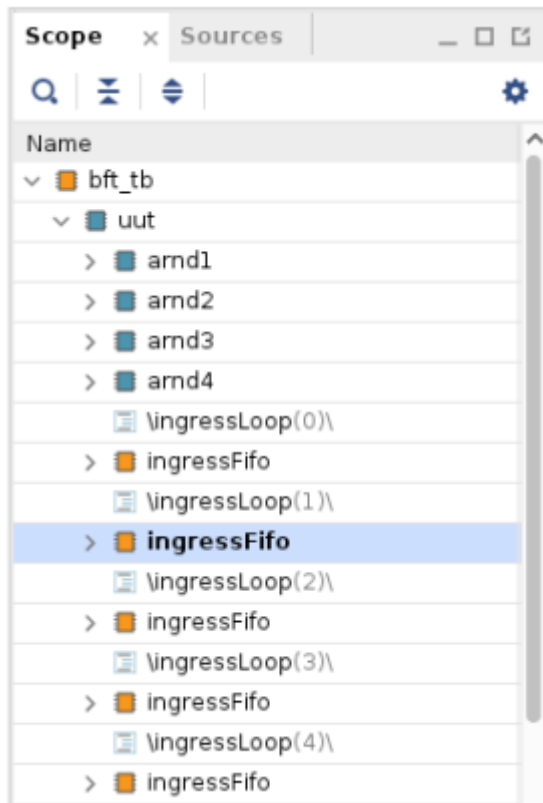 Scope Sources
Name
bft_tb
uut
arnd1
arnd2
arnd3
arnd4
\ingressLoop(0)\
ingressFifo
\ingressLoop(1)\
ingressFifo
\ingressLoop(2)\
ingressFifo
\ingressLoop(3)\
ingressFifo
\ingressLoop(4)\
ingressFifo